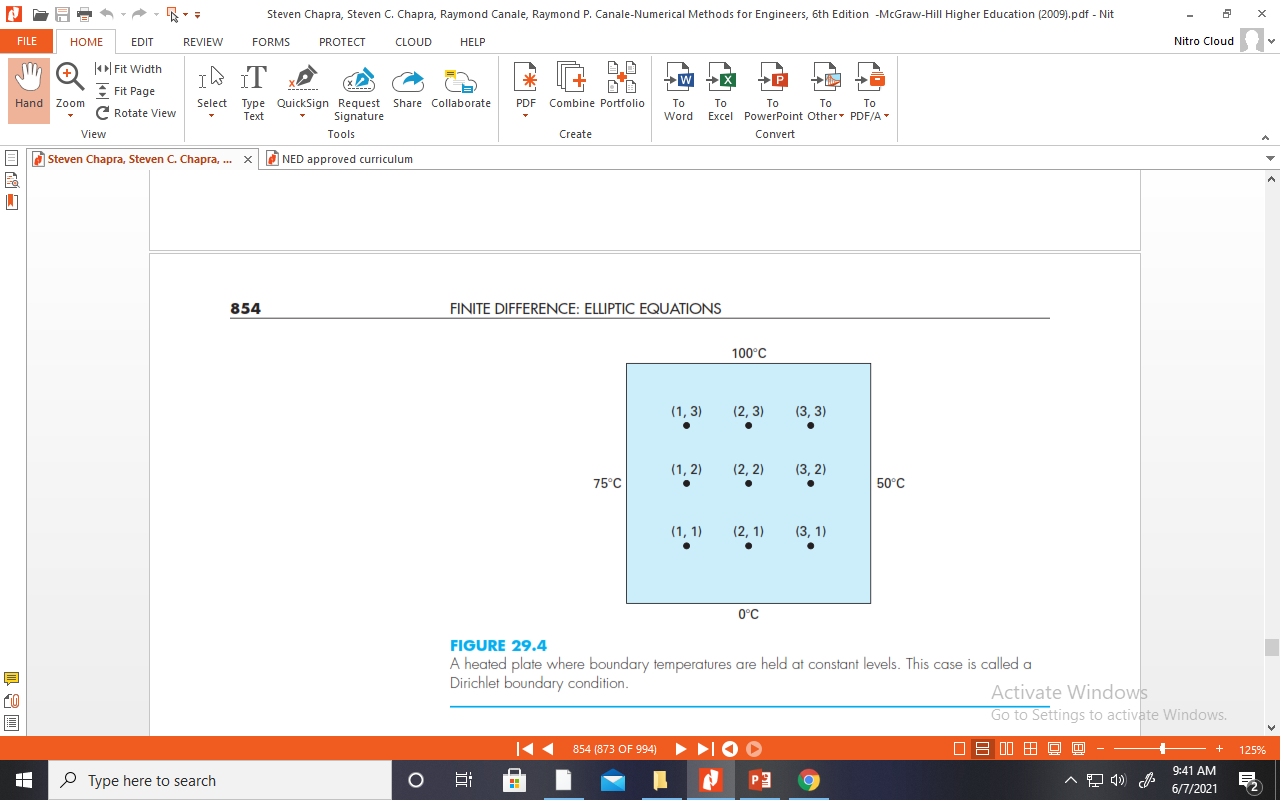 Steven Chapra, Steven C. Chapra, Raymond Canale, Raymond P. Canale-Numerical Methods for Engineers, 6th Edition -McGraw-Hill Higher Education (2009).pdf - Nit
FILE HOME EDIT REVIEW FORMS PROTECT CLOUD HELP Nitro Cloud
Hand Zoom Fit Width Fit Page Rotate View
Select Type Text QuickSign Request Signature Share Collaborate
PDF Combine Portfolio
To Word To Excel To PowerPoint To Other To PDF/A
View Tools Create Convert
Steven Chapra, Steven C. Chapra, ... NED approved curriculum
854 FINITE DIFFERENCE: ELLIPTIC EQUATIONS
100°C
(1, 3) (2, 3) (3, 3)
(1, 2) (2, 2) (3, 2)
75°C 50°C
(1, 1) (2, 1) (3, 1)
0°C
FIGURE 29.4
A heated plate where boundary temperatures are held at constant levels. This case is called a
Dirichlet boundary condition.
Activate Windows
Go to Settings to activate Windows.
854 (873 OF 994) 125%
Type here to search
9:41 AM
6/7/2021
2